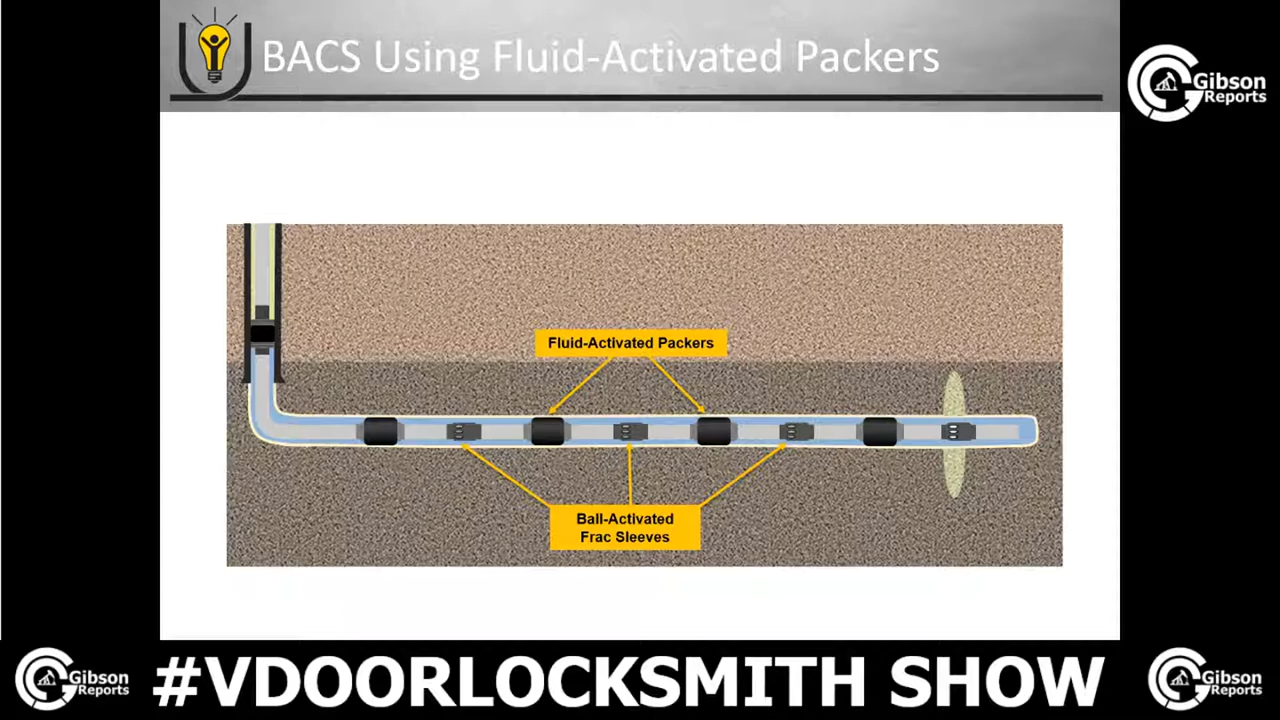 BACS Using Fluid-Activated Packers
Gibson
Reports
Fluid-Activated Packers
Ball-Activated
Frac Sleeves
Gibson
Reports
#VDOORLOCKSMITH SHOW
Gibson
Reports